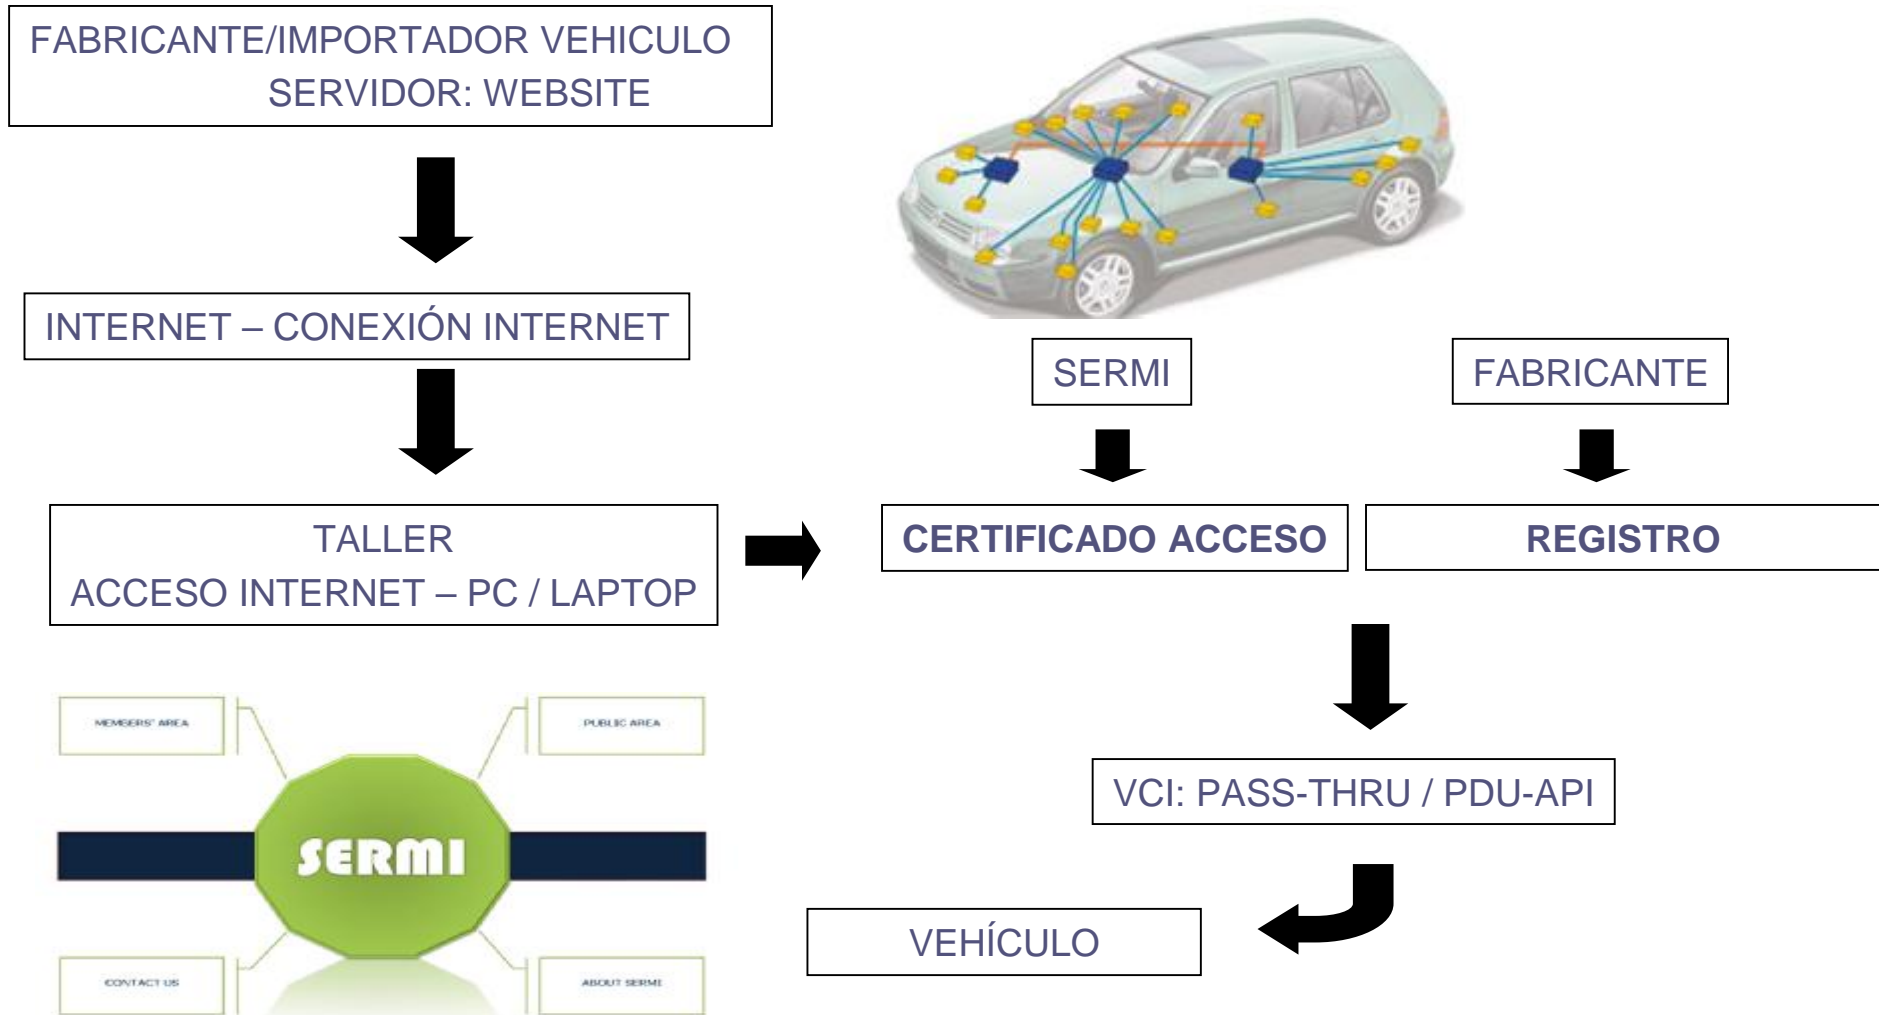 FABRICANTE/IMPORTADOR VEHICULO
SERVIDOR: WEBSITE
INTERNET – CONEXIÓN INTERNET
SERMI
FABRICANTE
TALLER
ACCESO INTERNET – PC / LAPTOP
CERTIFICADO ACCESO
REGISTRO
MEMBERS' AREA
PUBLIC AREA
SERMI
CONTACT US
ABOUT SERMI
VCI: PASS-THRU / PDU-API
VEHÍCULO